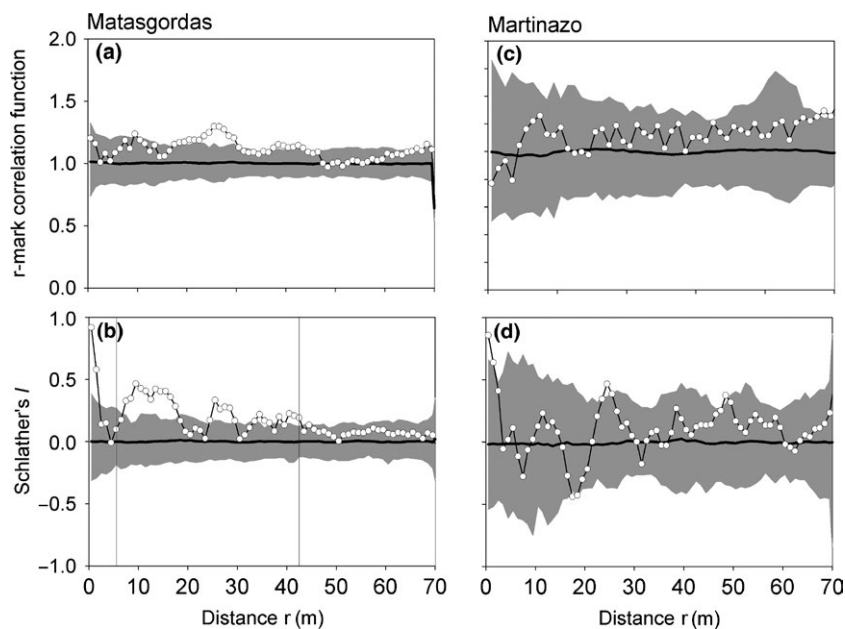 Matasgordas
Martinazo
r-mark correlation function
2.0
1.5
1.0
0.5
0.0
(a)
(c)
Schlather's I
1.0
0.5
0.0
−0.5
−1.0
(b)
(d)
0 10 20 30 40 50 60 70
0 10 20 30 40 50 60 70
Distance r (m)
Distance r (m)